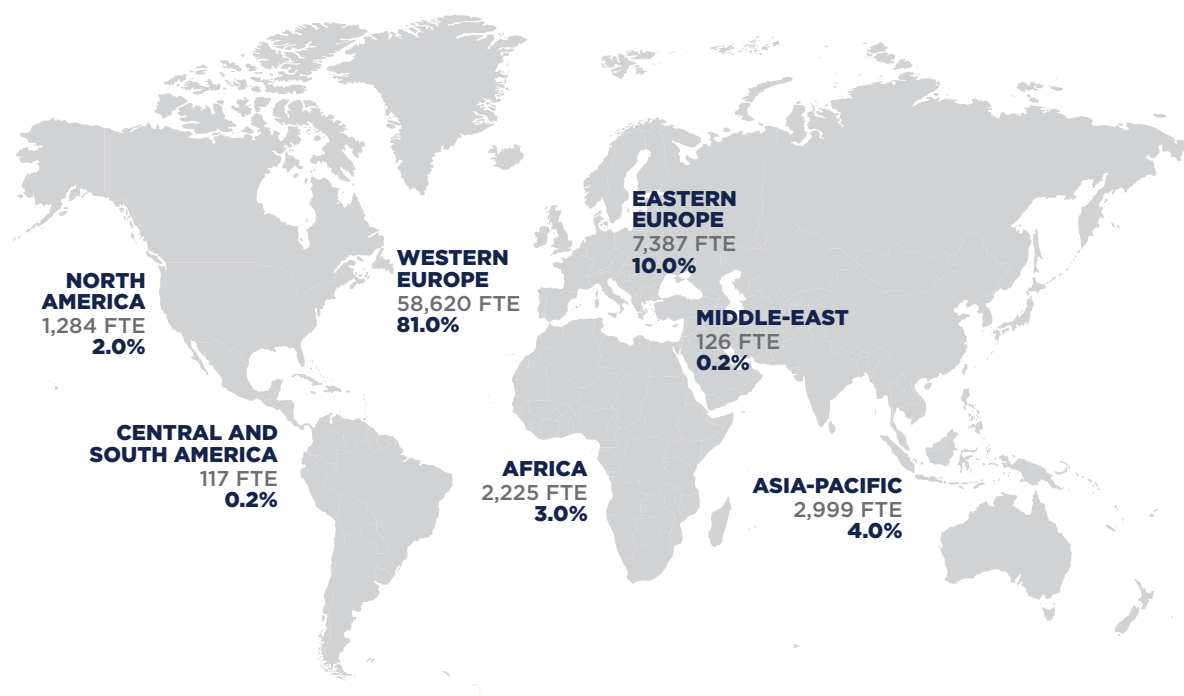 EASTERN
EUROPE
7,387 FTE
10.0%
WESTERN
EUROPE
58,620 FTE
81.0%
NORTH
AMERICA
1,284 FTE
2.0%
MIDDLE-EAST
126 FTE
0.2%
CENTRAL AND
SOUTH AMERICA
117 FTE
0.2%
AFRICA
2,225 FTE
3.0%
ASIA-PACIFIC
2,999 FTE
4.0%